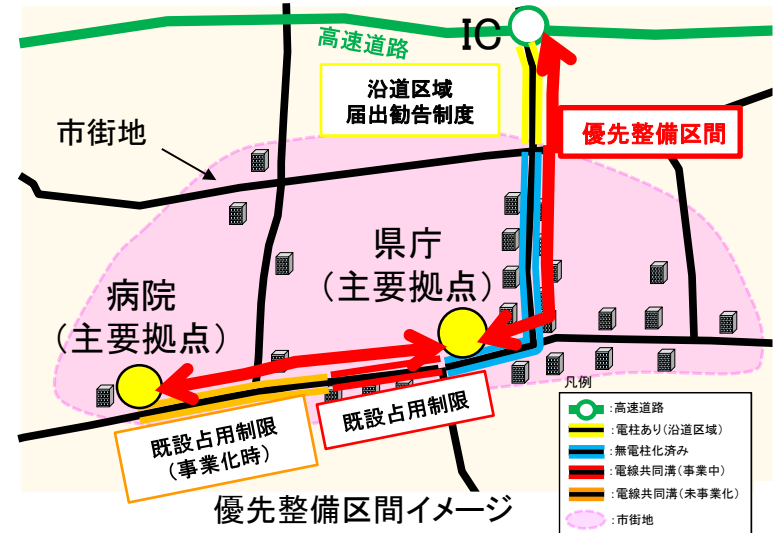 高速道路
IC
沿道区域
届出勧告制度
優先整備区間
市街地
県庁
（主要拠点）
病院
（主要拠点）
既設占用制限
（事業化時）
既設占用制限
優先整備区間イメージ
凡例
:高速道路
:電柱あり（沿道区域）
:無電柱化済み
:電線共同溝（事業中）
:電線共同溝（未事業化）
:市街地